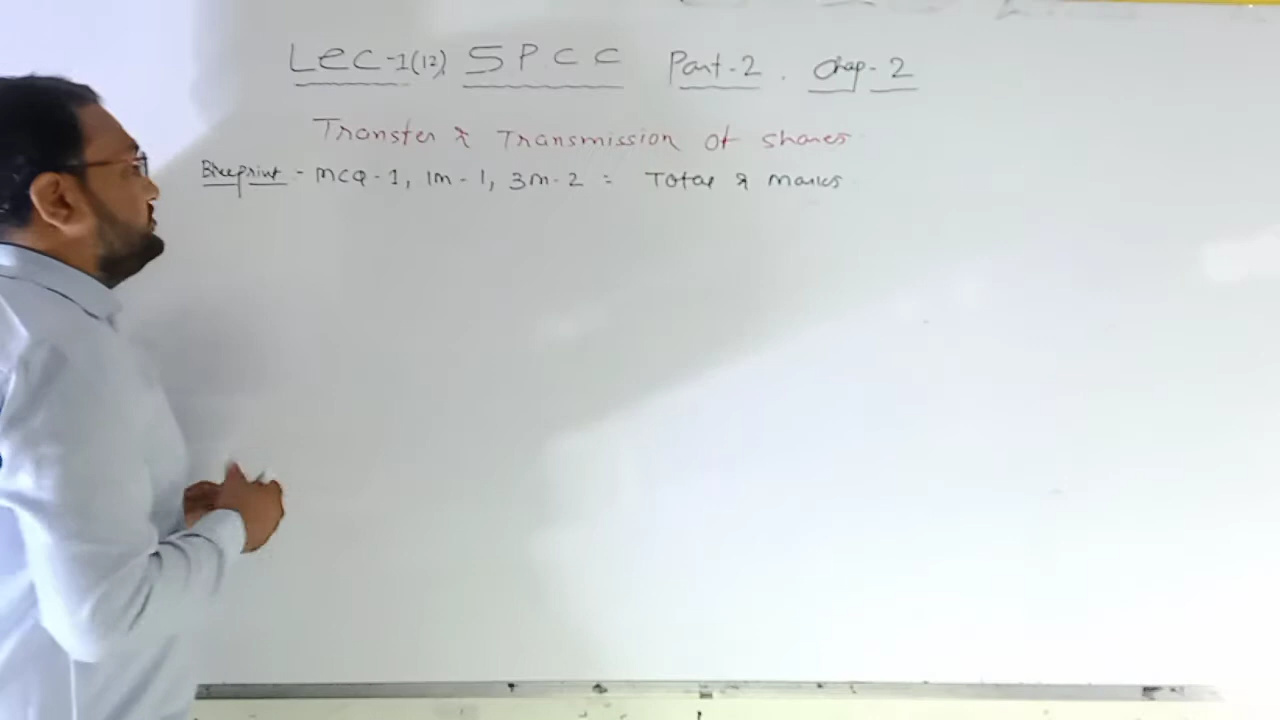 Lec-1(12) SPCC Part-2. Chap-2
Transfer & Transmission of shares
Blueprint :- MCQ-1, 1M-1, 3M-2 = Total 8 marks